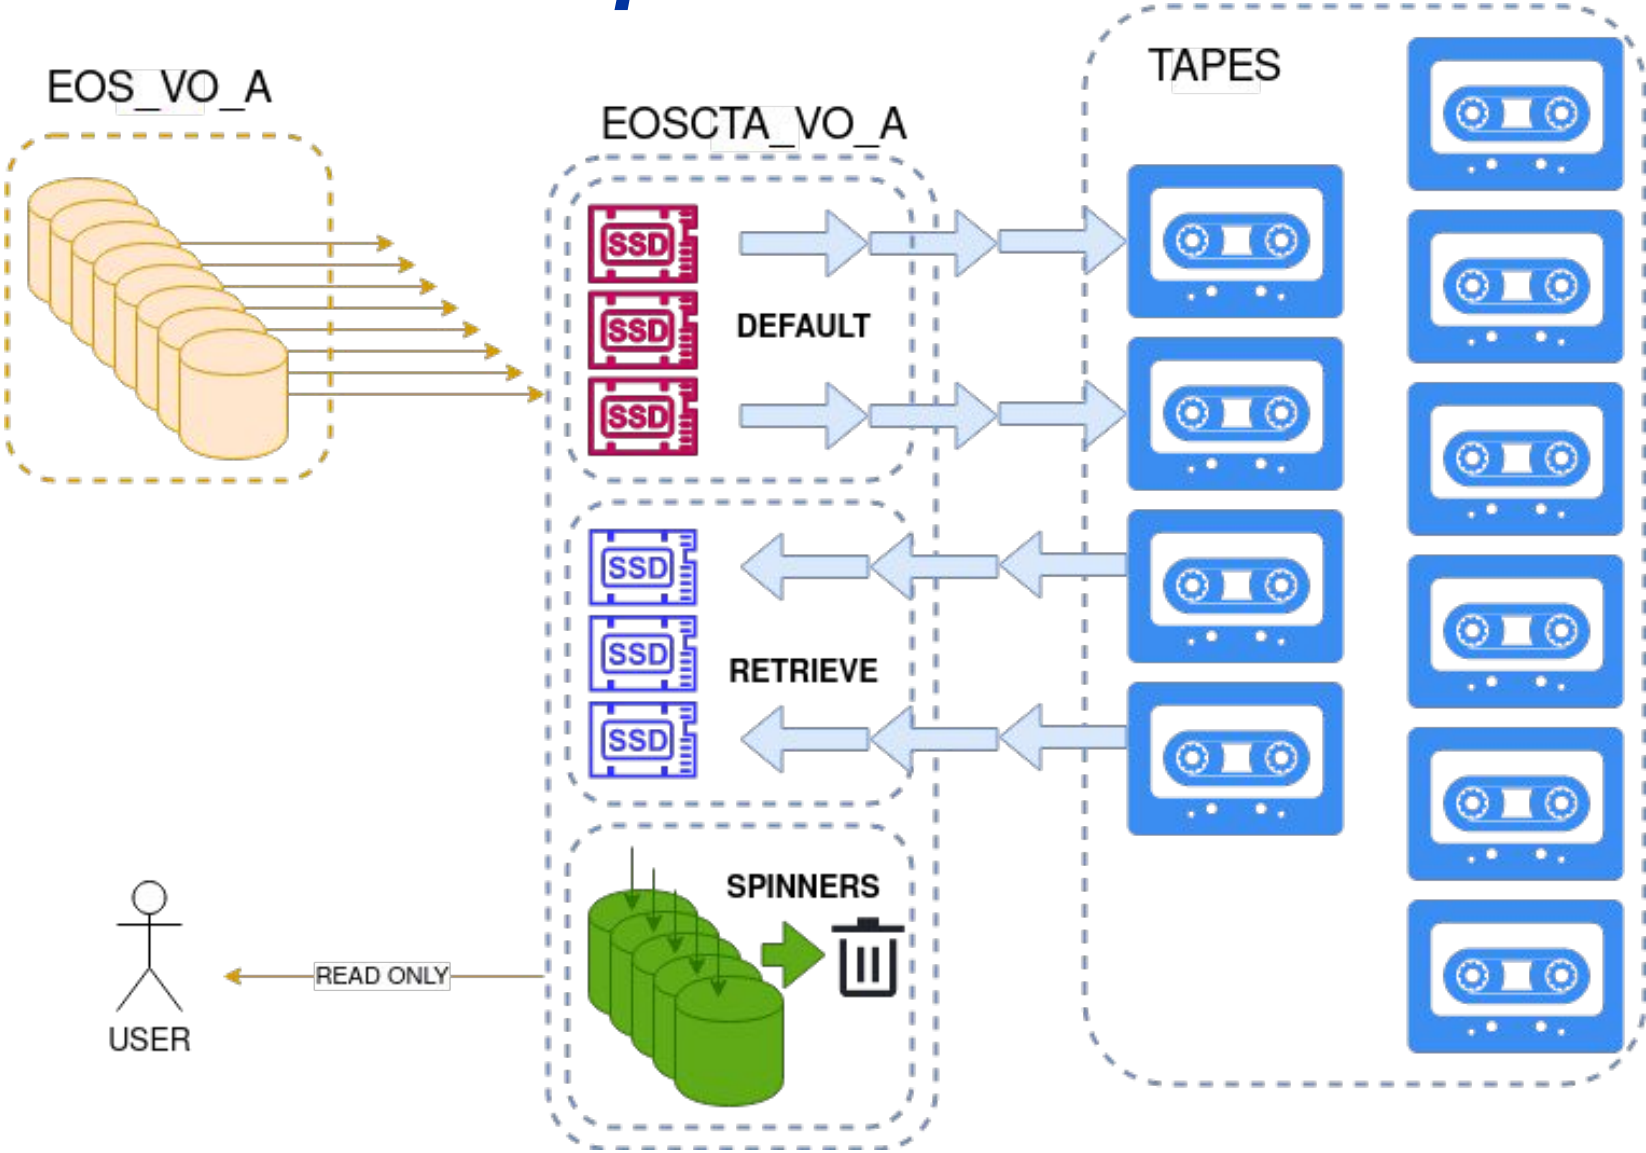 EOS_VO_A
EOSCTA_VO_A
TAPES
SSD
SSD
DEFAULT
SSD
SSD
SSD
RETRIEVE
SSD
SPINNERS
READ ONLY
USER